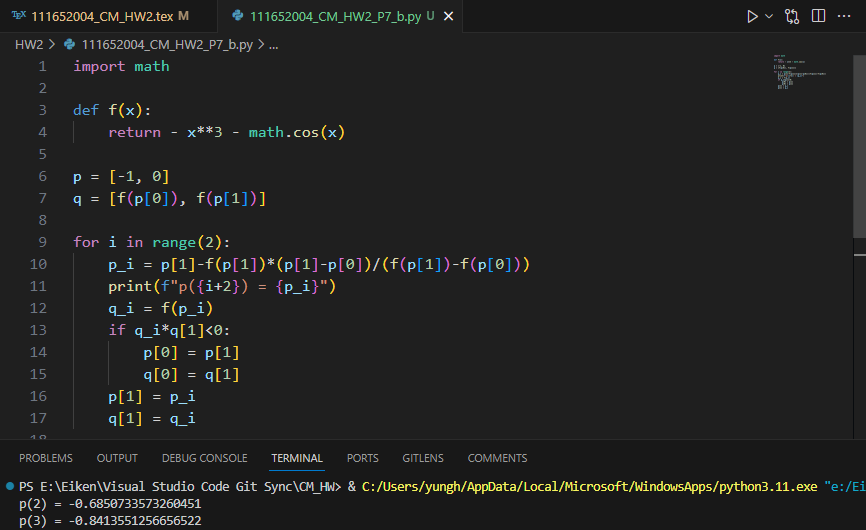 TEX 111652004_CM_HW2.tex M
111652004_CM_HW2_P7_b.py U
HW2 > 111652004_CM_HW2_P7_b.py > ...
1 import math
2
3 def f(x):
4     return - x**3 - math.cos(x)
5
6 p = [-1, 0]
7 q = [f(p[0]), f(p[1])]
8
9 for i in range(2):
10     p_i = p[1]-f(p[1])*(p[1]-p[0])/(f(p[1])-f(p[0]))
11     print(f"p({i+2}) = {p_i}")
12     q_i = f(p_i)
13     if q_i*q[1]<0:
14         p[0] = p[1]
15         q[0] = q[1]
16     p[1] = p_i
17     q[1] = q_i
18
PROBLEMS OUTPUT DEBUG CONSOLE TERMINAL PORTS GITLENS COMMENTS
PS E:\Eiken\Visual Studio Code Git Sync\CM_HW> & C:/Users/yungh/AppData/Local/Microsoft/WindowsApps/python3.11.exe "e:/Ei
p(2) = -0.6850733573260451
p(3) = -0.8413551256656522